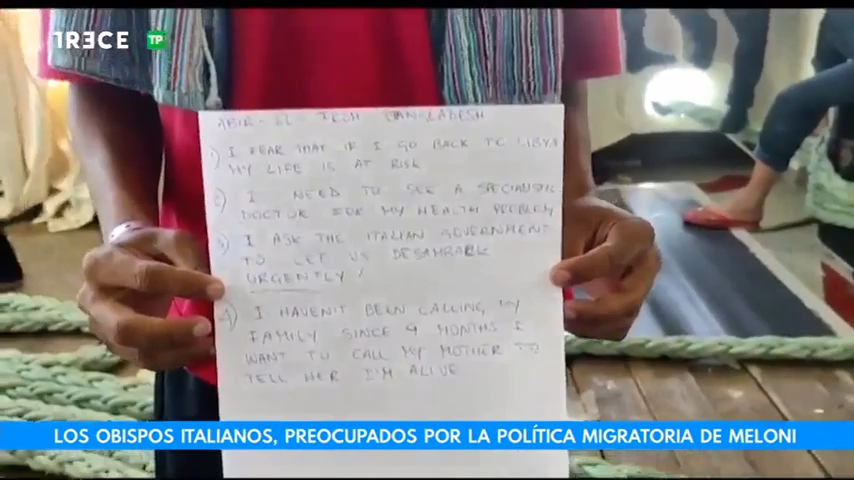 TRECE TP
ABIR - EL - FROM BANGLADESH
1) I FEAR THAT IF I GO BACK TO LIBYA
MY LIFE IS AT RISK
2) I NEED TO SEE A SPECIALISTIC
DOCTOR FOR MY HEALTH PROBLEM
3) I ASK THE ITALIAN GOVERNMENT
TO LET US DESAMBARK
URGENTLY!
4) I HAVEN'T BEEN CALLING MY
FAMILY SINCE 9 MONTHS I
WANT TO CALL MY MOTHER TO
TELL HER I'M ALIVE
LOS OBISPOS ITALIANOS, PREOCUPADOS POR LA POLÍTICA MIGRATORIA DE MELONI